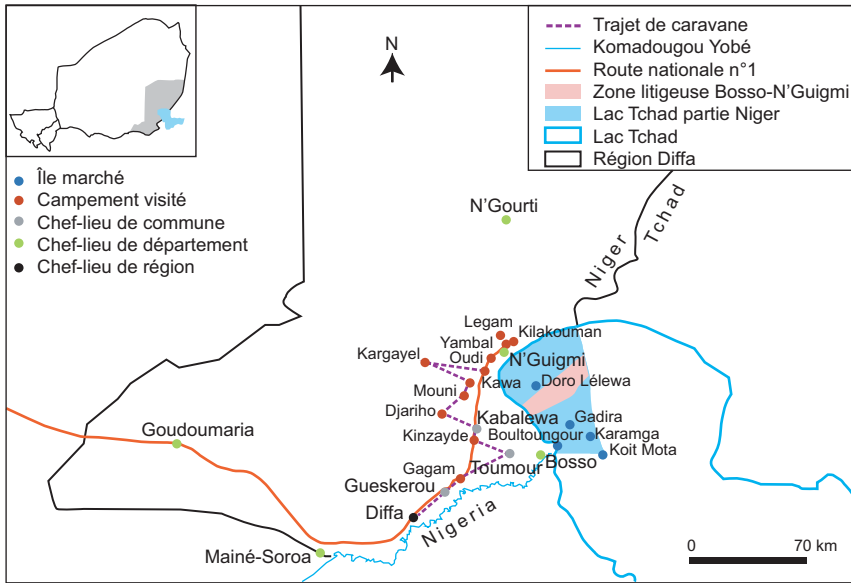 Trajet de caravane
Komadougou Yobé
Route nationale n°1
Zone litigeuse Bosso-N'Guigmi
Lac Tchad partie Niger
Lac Tchad
Région Diffa
N
Île marché
Campement visité
Chef-lieu de commune
Chef-lieu de département
Chef-lieu de région
N'Gourti
Niger
Tchad
Legam
Kilakouman
Yambal
Oudi
N'Guigmi
Kargayel
Kawa
Doro Lélewa
Mouni
Djariho
Kabalewa
Gadira
Kinzayde
Boultoungour
Karamga
Goudoumaria
Koit Mota
Gagam
Toumour
Bosso
Gueskerou
Diffa
Nigeria
Mainé-Soroa
0
70 km